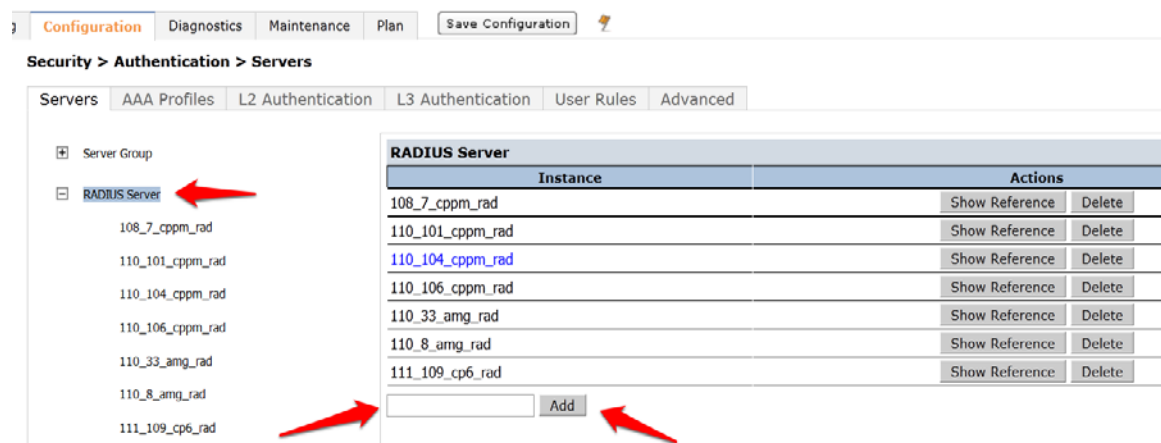 g Configuration Diagnostics Maintenance Plan Save Configuration
Security > Authentication > Servers
Servers AAA Profiles L2 Authentication L3 Authentication User Rules Advanced
Server Group
RADIUS Server
108_7_cppm_rad
110_101_cppm_rad
110_104_cppm_rad
110_106_cppm_rad
110_33_amg_rad
110_8_amg_rad
111_109_cp6_rad
RADIUS Server
Instance Actions
108_7_cppm_rad Show Reference Delete
110_101_cppm_rad Show Reference Delete
110_104_cppm_rad Show Reference Delete
110_106_cppm_rad Show Reference Delete
110_33_amg_rad Show Reference Delete
110_8_amg_rad Show Reference Delete
111_109_cp6_rad Show Reference Delete
Add